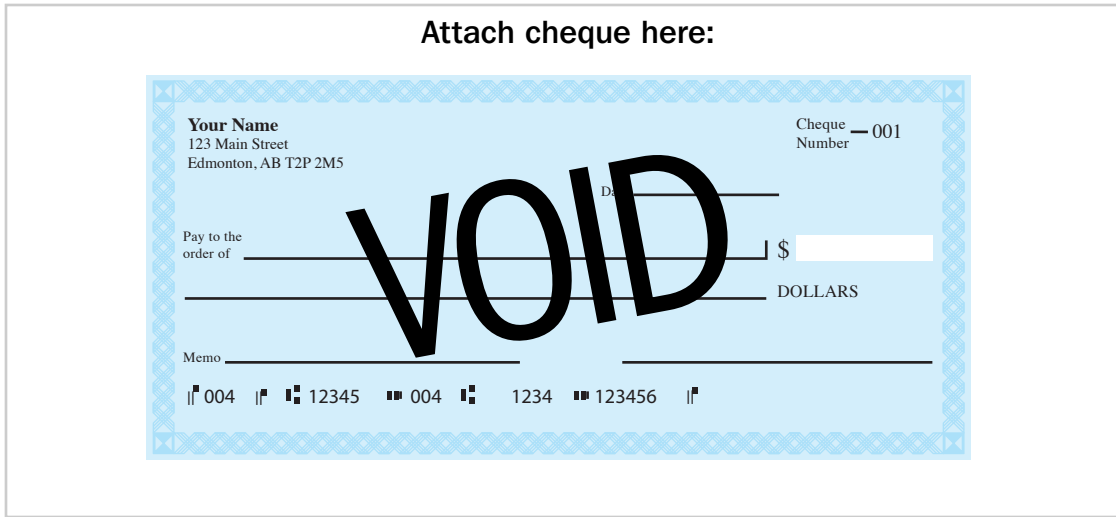 Attach cheque here:
Your Name
123 Main Street
Edmonton, AB T2P 2M5
Cheque
Number
001
VOID
Pay to the
order of
$
DOLLARS
Memo
⑈004⑈ ⑆12345⑉004⑆ 1234⑉123456⑈